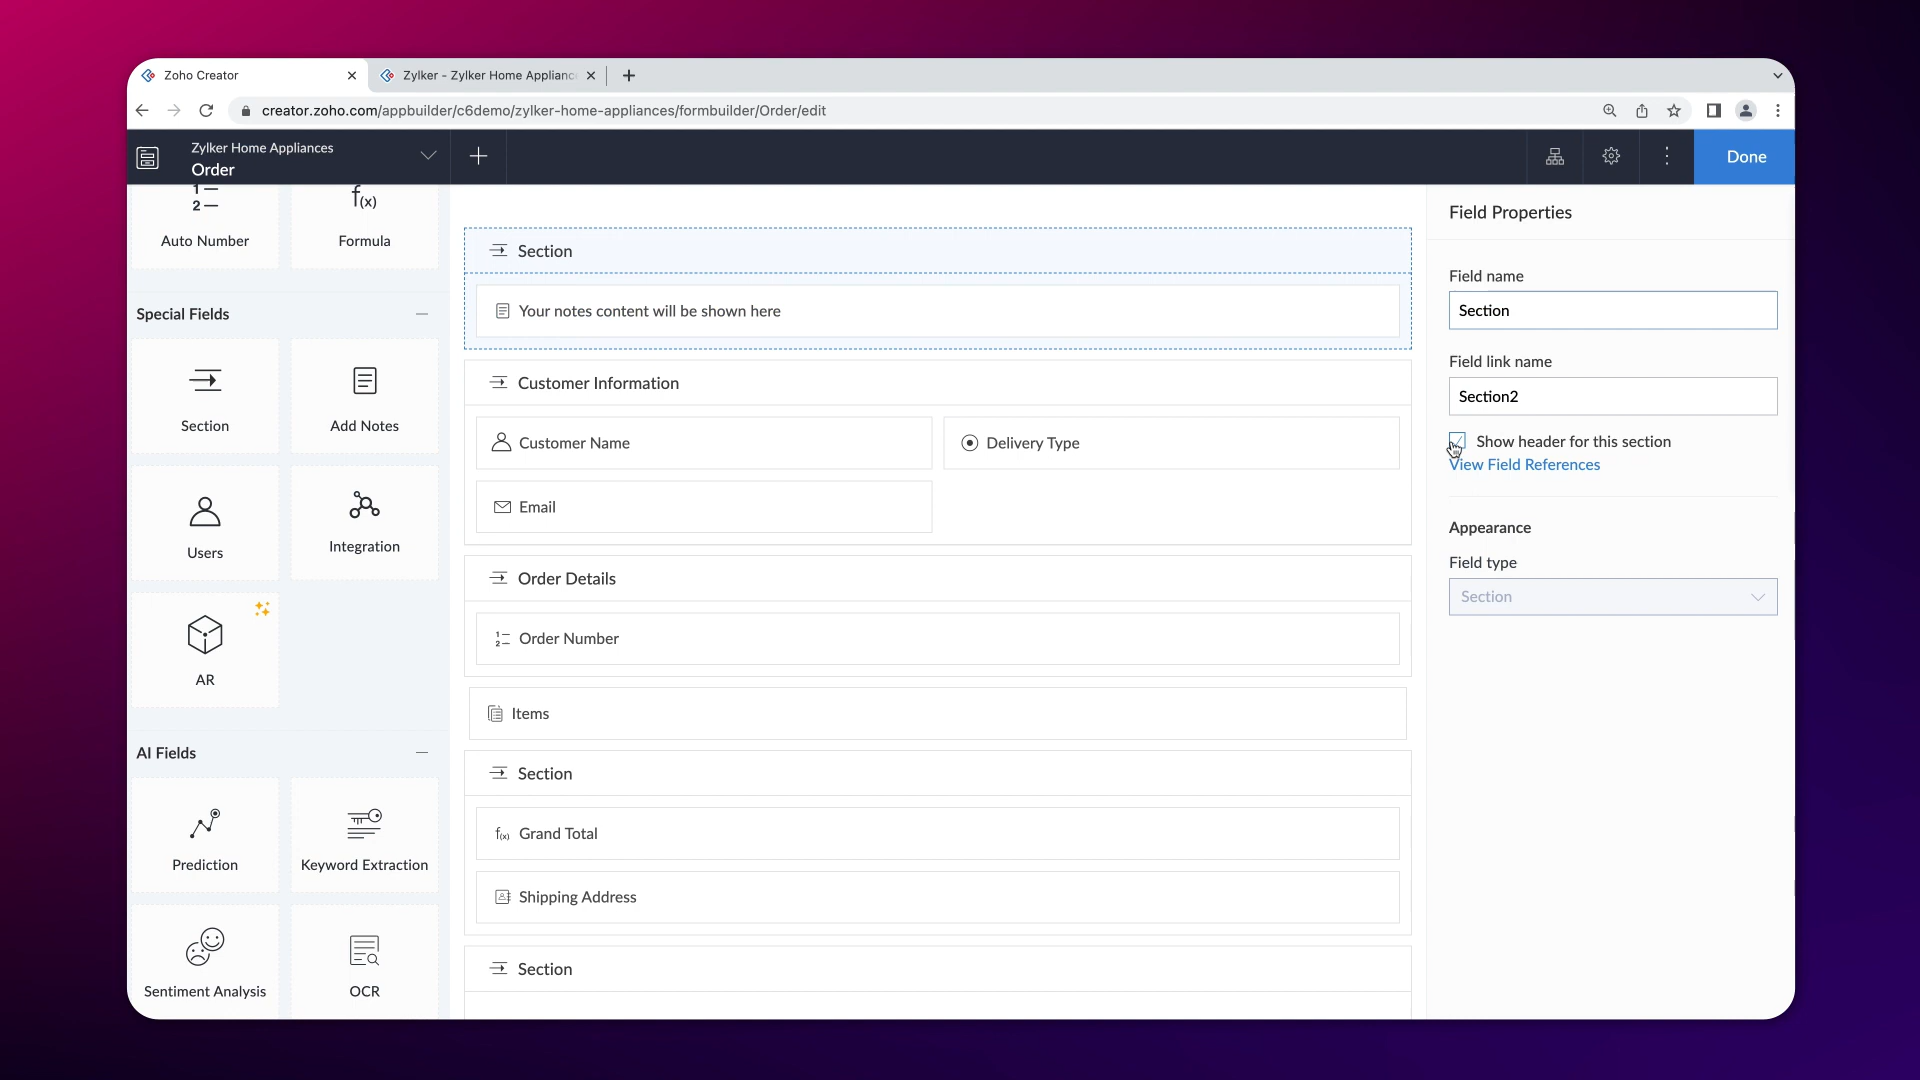 Zoho Creator
Zylker - Zylker Home Applianc
creator.zoho.com/appbuilder/c6demo/zylker-home-appliances/formbuilder/Order/edit
Zylker Home Appliances
Order
Done
1
2
f(x)
Auto Number
Formula
Special Fields
Section
Add Notes
Users
Integration
AR
AI Fields
Prediction
Keyword Extraction
Sentiment Analysis
OCR
Section
Your notes content will be shown here
Customer Information
Customer Name
Delivery Type
Email
Order Details
1
2
Order Number
Items
Section
f(x)
Grand Total
Shipping Address
Section
Field Properties
Field name
Section
Field link name
Section2
Show header for this section
View Field References
Appearance
Field type
Section